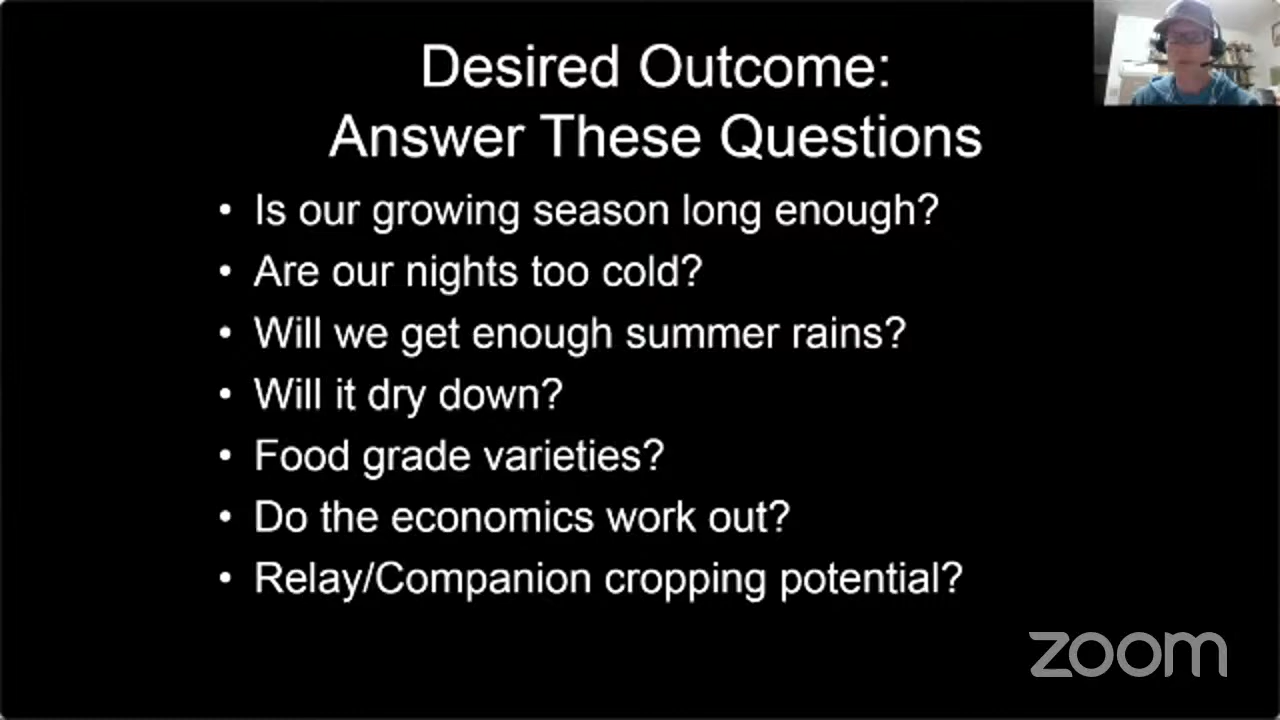 Desired Outcome:
Answer These Questions
• Is our growing season long enough?
• Are our nights too cold?
• Will we get enough summer rains?
• Will it dry down?
• Food grade varieties?
• Do the economics work out?
• Relay/Companion cropping potential?
zoom